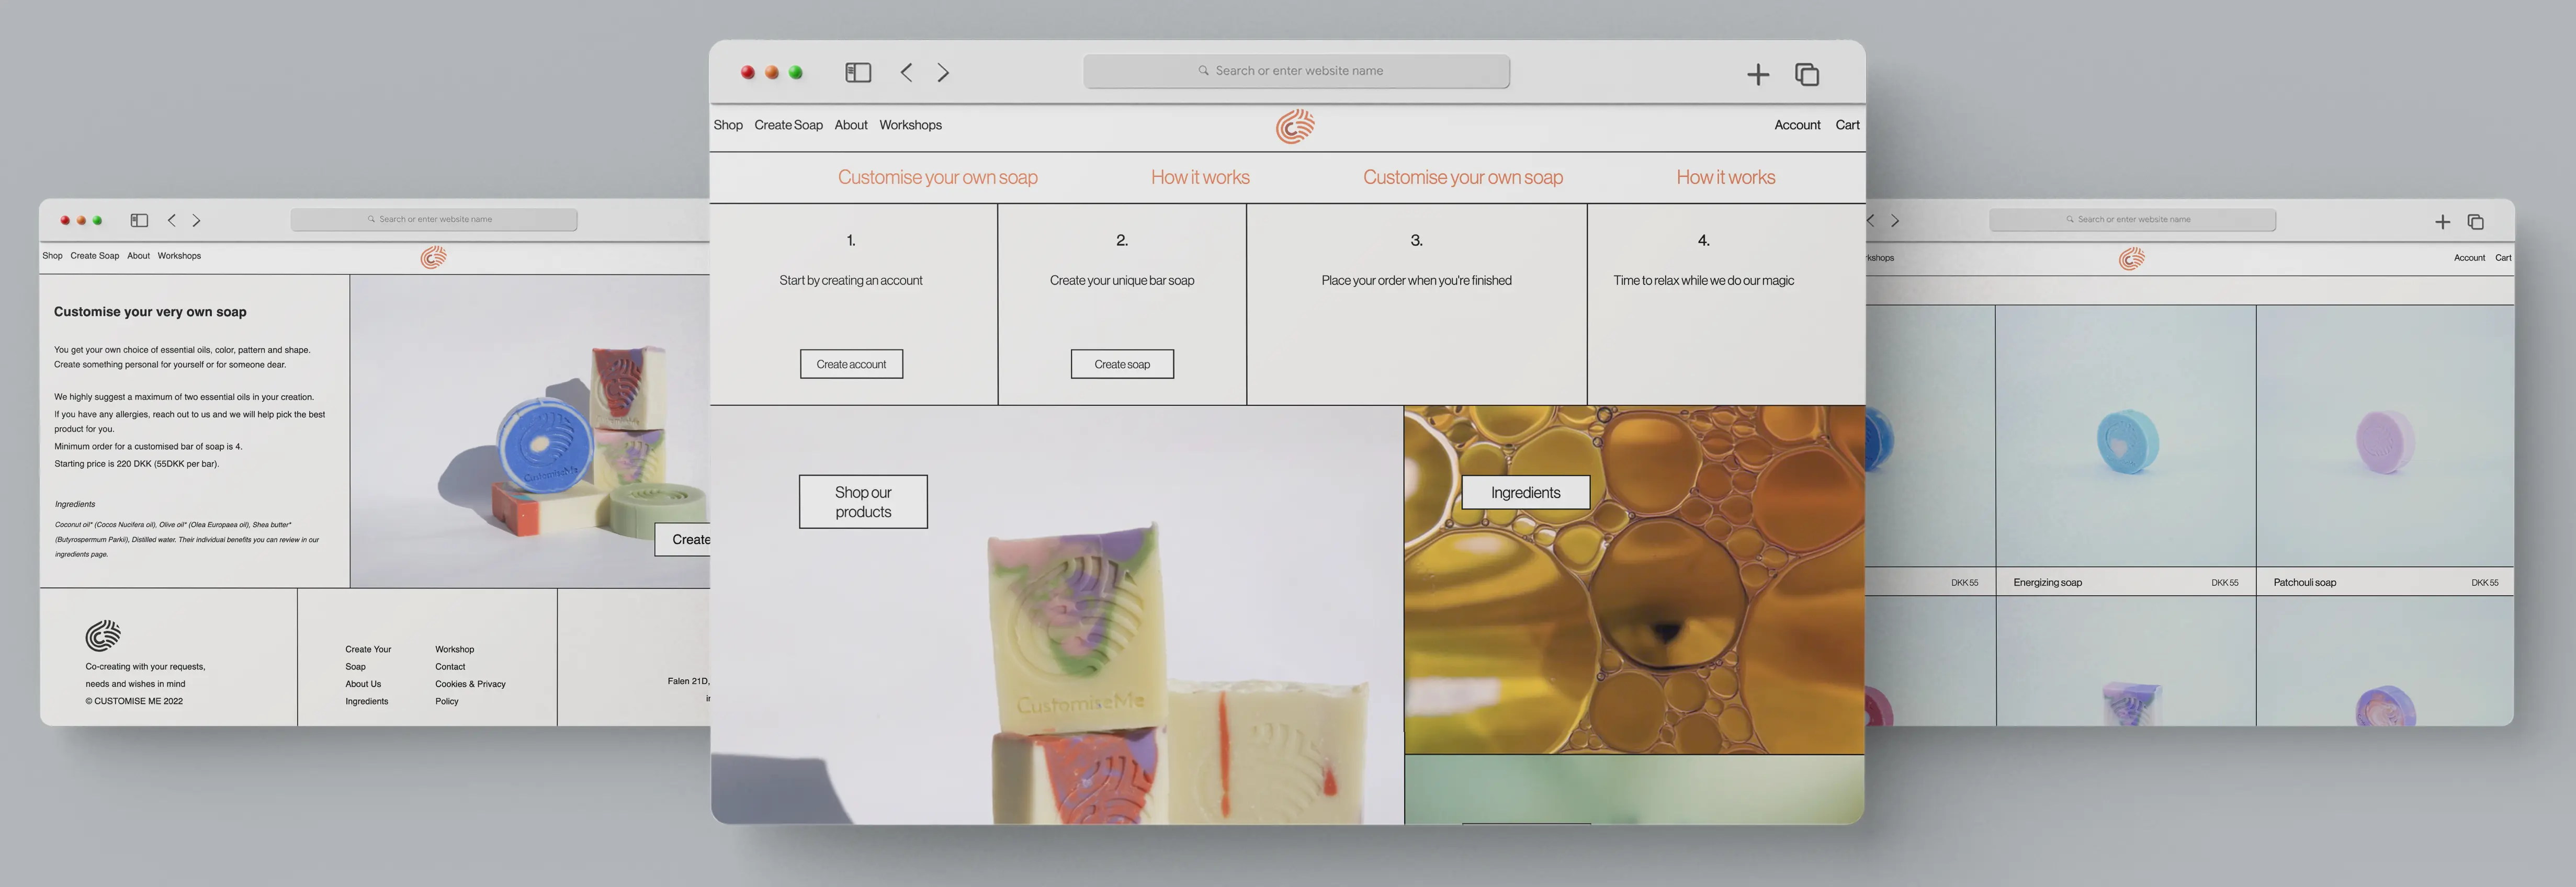 Search or enter website name
Shop Create Soap About Workshops
Customise your very own soap
You get your own choice of essential oils, color, pattern and shape.
Create something personal for yourself or for someone dear.
We highly suggest a maximum of two essential oils in your creation.
If you have any allergies, reach out to us and we will help pick the best
product for you.
Minimum order for a customised bar of soap is 4.
Starting price is 220 DKK (55DKK per bar).
Ingredients
Coconut oil* (Cocos Nucifera oil), Olive oil* (Olea Europaea oil), Shea butter*
(Butyrospermum Parkii), Distilled water. Their individual benefits you can review in our
ingredients page.
CustomiseMe
Create
Co-creating with your requests,
needs and wishes in mind
© CUSTOMISE ME 2022
Create Your
Soap
About Us
Ingredients
Workshop
Contact
Cookies & Privacy
Policy
Falen 21D,
Search or enter website name
Shop Create Soap About Workshops
Account Cart
Customise your own soap How it works Customise your own soap How it works
1.
Start by creating an account
Create account
2.
Create your unique bar soap
Create soap
3.
Place your order when you're finished
4.
Time to relax while we do our magic
Shop our
products
Ingredients
CustomiseMe
Search or enter website name
kshops
Account Cart
DKK 55
Energizing soap DKK 55
Patchouli soap DKK 55